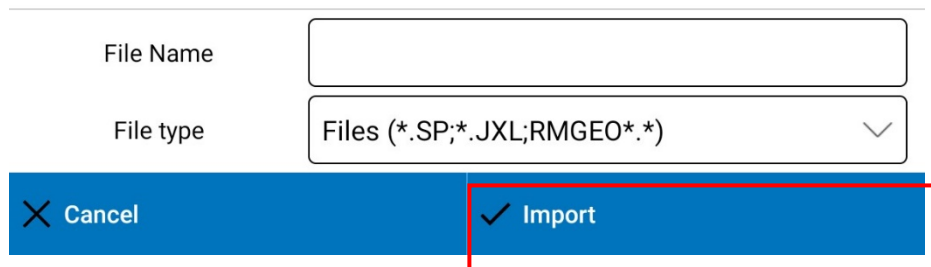 File Name
File type Files (*.SP;*.JXL;RMGEO*.*)
Cancel Import